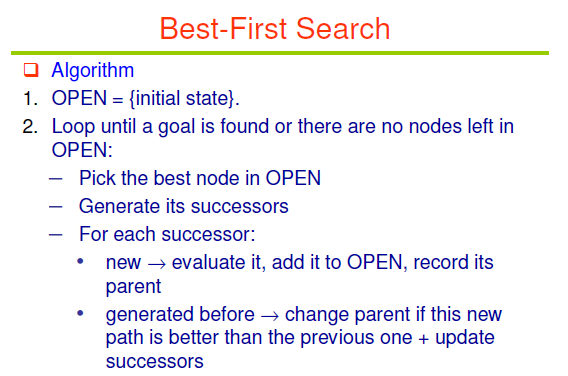 Best-First Search
❑ Algorithm
1. OPEN = {initial state}.
2. Loop until a goal is found or there are no nodes left in
OPEN:
– Pick the best node in OPEN
– Generate its successors
– For each successor:
• new → evaluate it, add it to OPEN, record its
parent
• generated before → change parent if this new
path is better than the previous one + update
successors